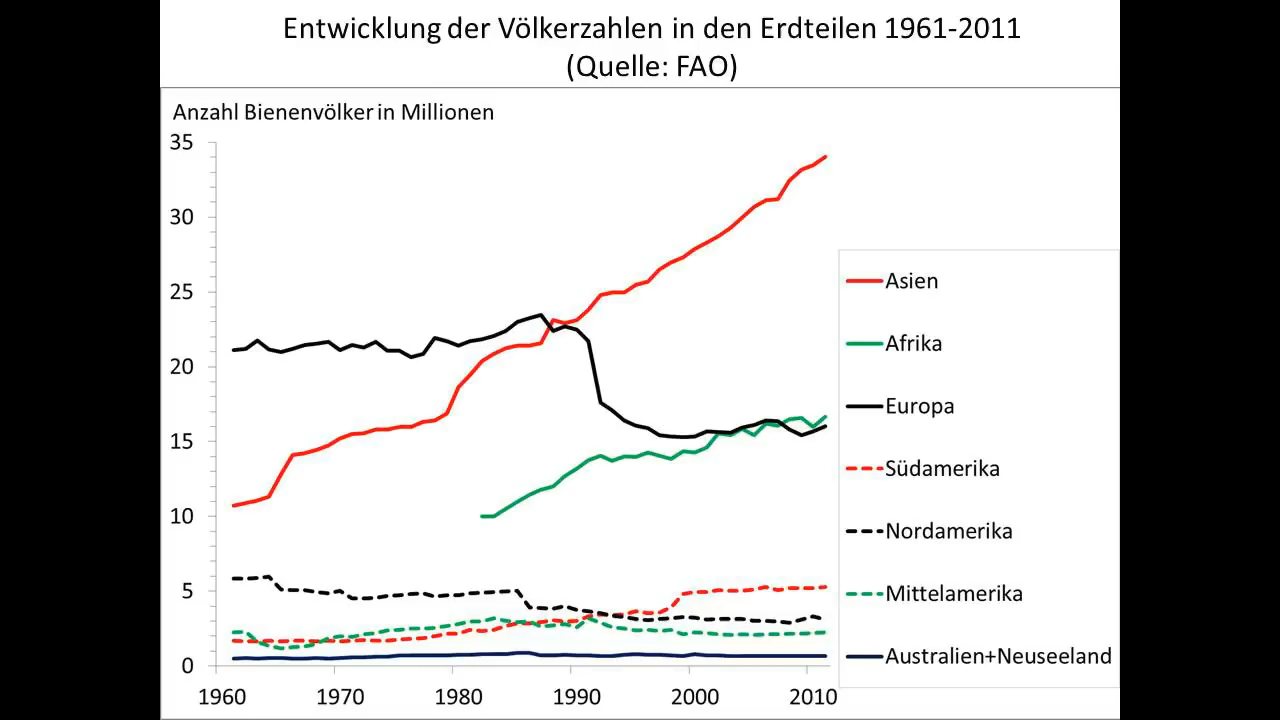 Entwicklung der Völkerzahlen in den Erdteilen 1961-2011
(Quelle: FAO)
Anzahl Bienenvölker in Millionen
35
30
25
20
15
10
5
0
1960 1970 1980 1990 2000 2010
Asien
Afrika
Europa
Südamerika
Nordamerika
Mittelamerika
Australien+Neuseeland